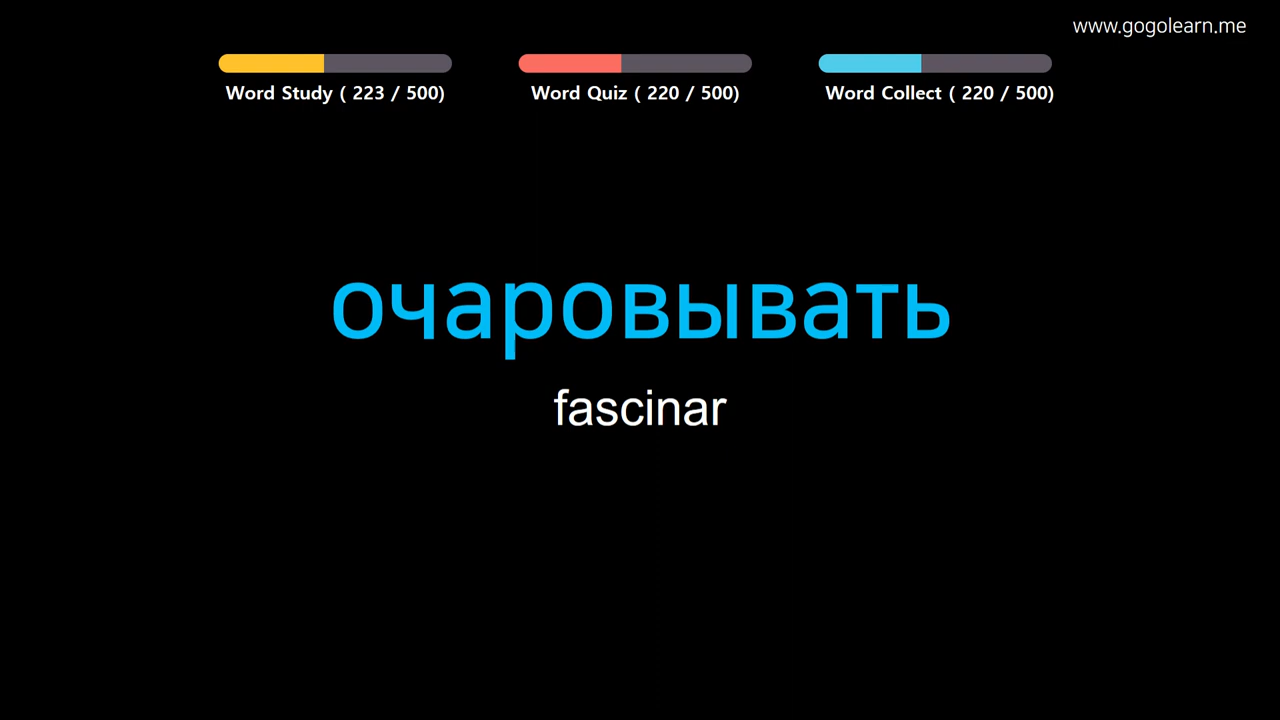 www.gogolearn.me
Word Study ( 223 / 500)
Word Quiz ( 220 / 500)
Word Collect ( 220 / 500)
очаровывать
fascinar